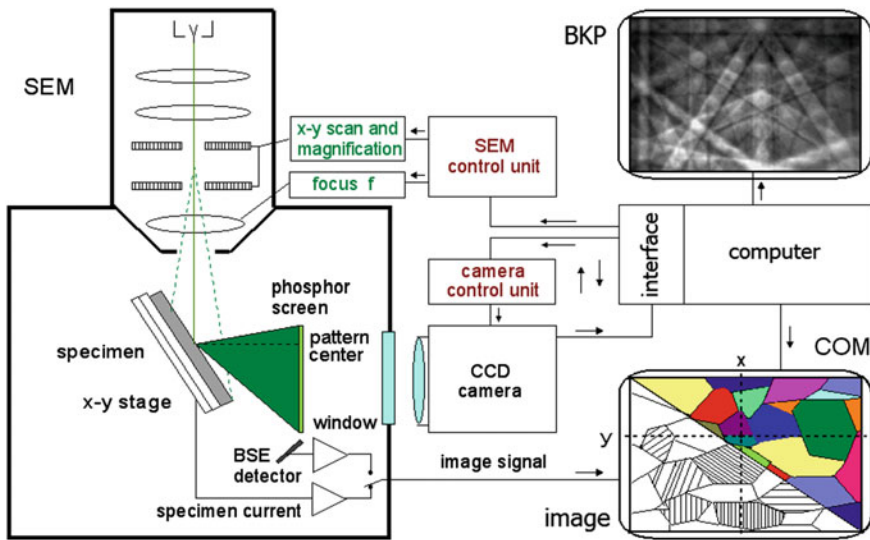 SEM
x-y scan and
magnification
focus f
SEM
control unit
BKP
camera
control unit
interface
computer
phosphor
screen
pattern
center
specimen
x-y stage
window
CCD
camera
BSE
detector
specimen current
image signal
COM
x
y
image